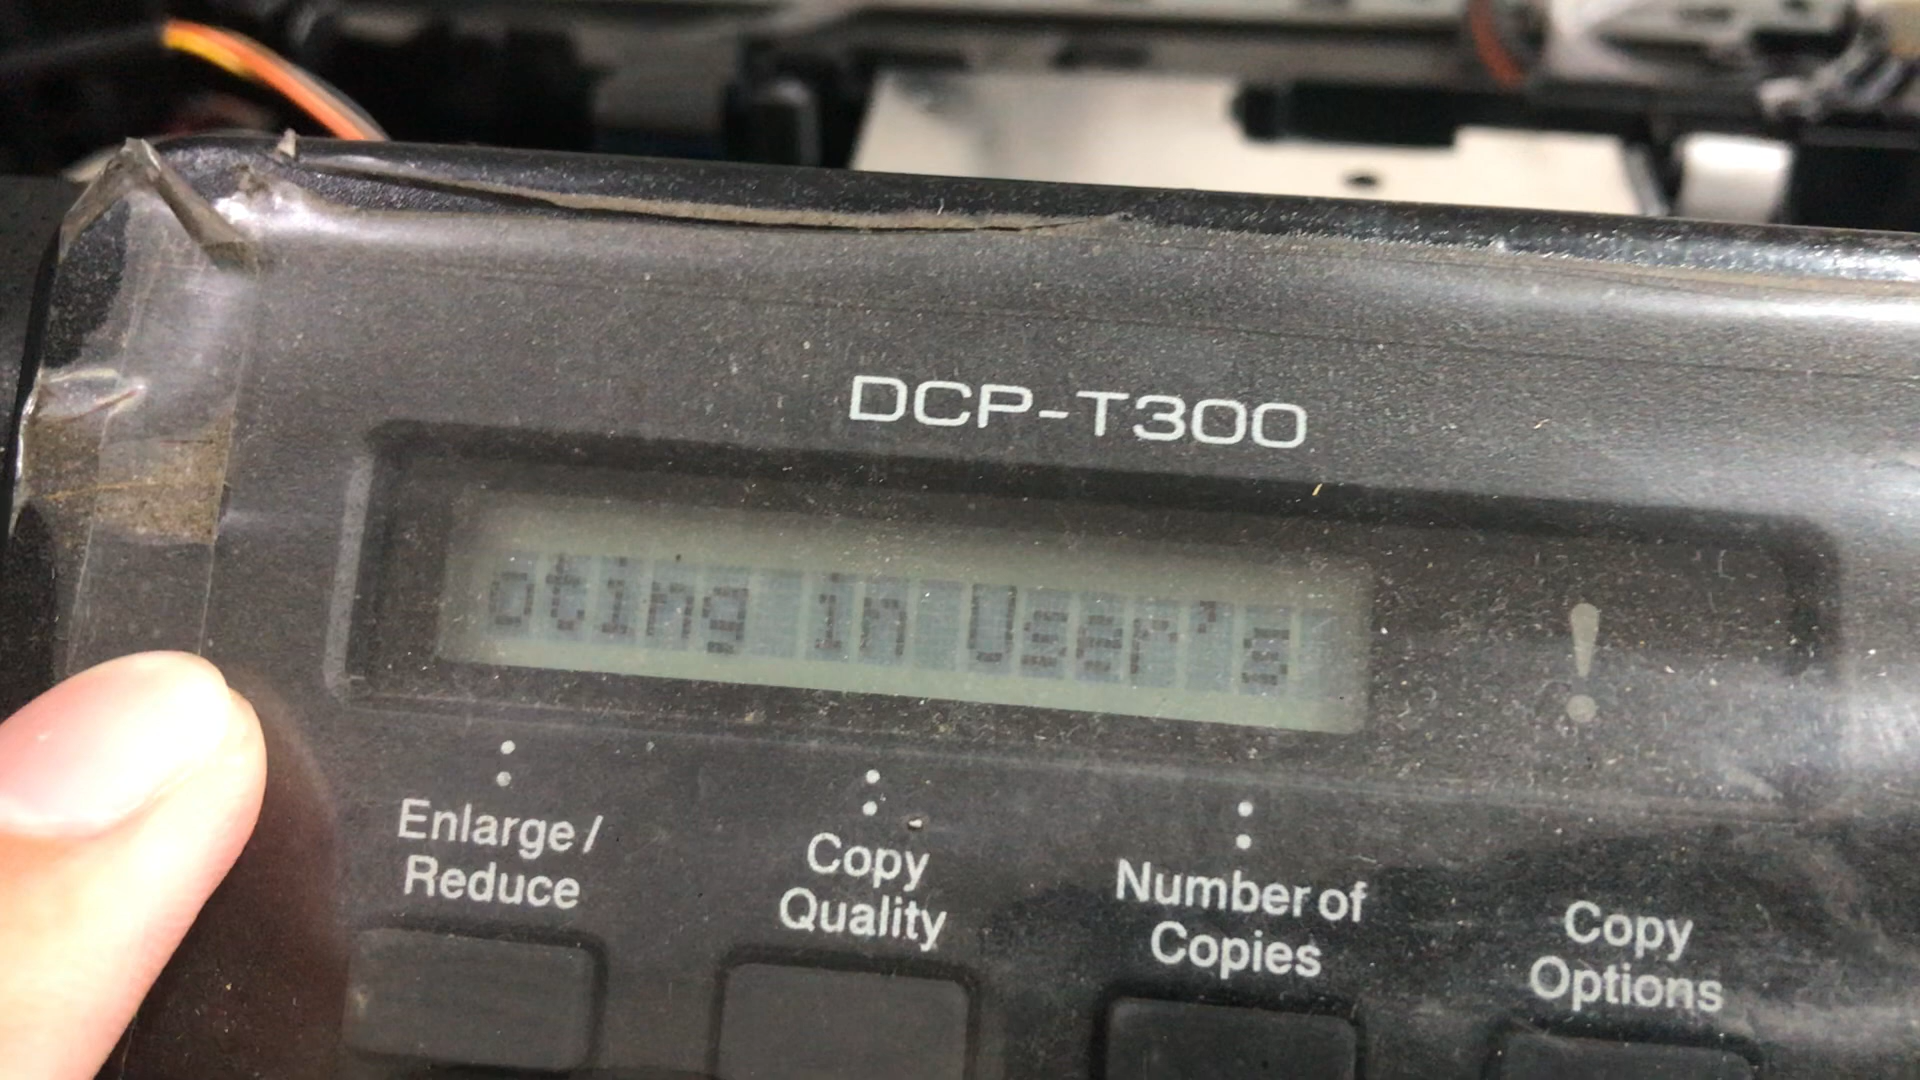 DCP-T300
oting in User's
Enlarge/
Reduce
Copy
Quality
Number of
Copies
Copy
Options